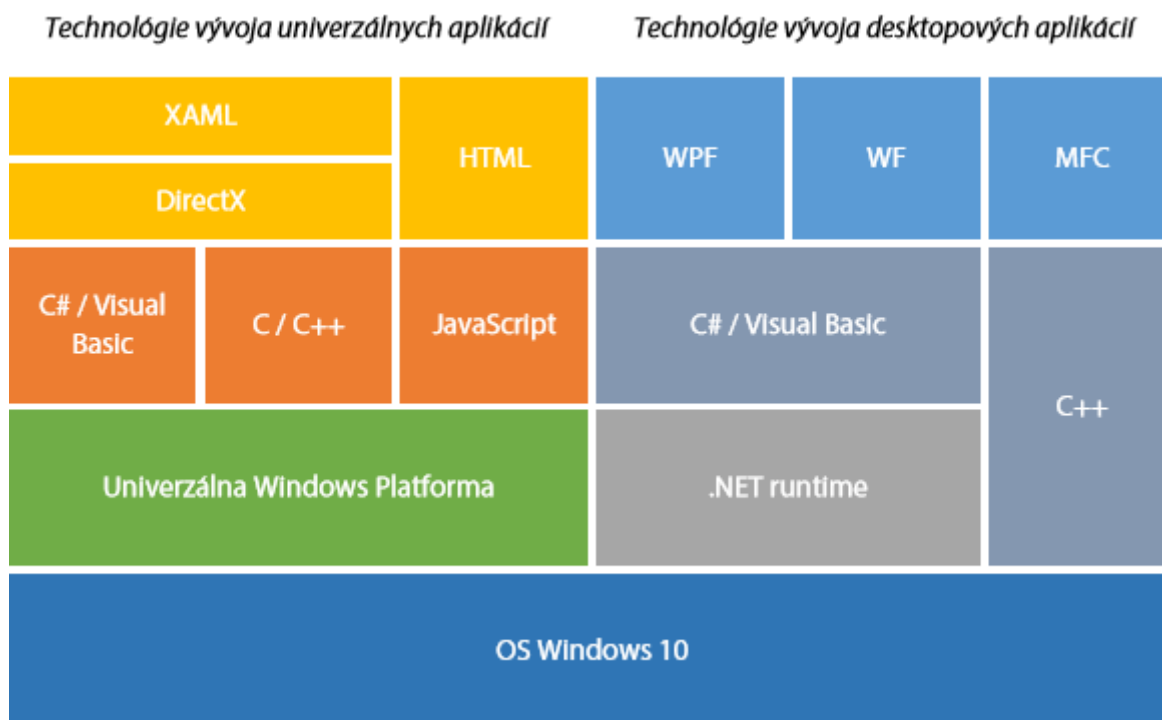 Technológie vývoja univerzálnych aplikácií
Technológie vývoja desktopových aplikácií
XAML
DirectX
HTML
WPF
WF
MFC
C# / Visual
Basic
C / C++
JavaScript
C# / Visual Basic
C++
Univerzálna Windows Platforma
.NET runtime
OS Windows 10